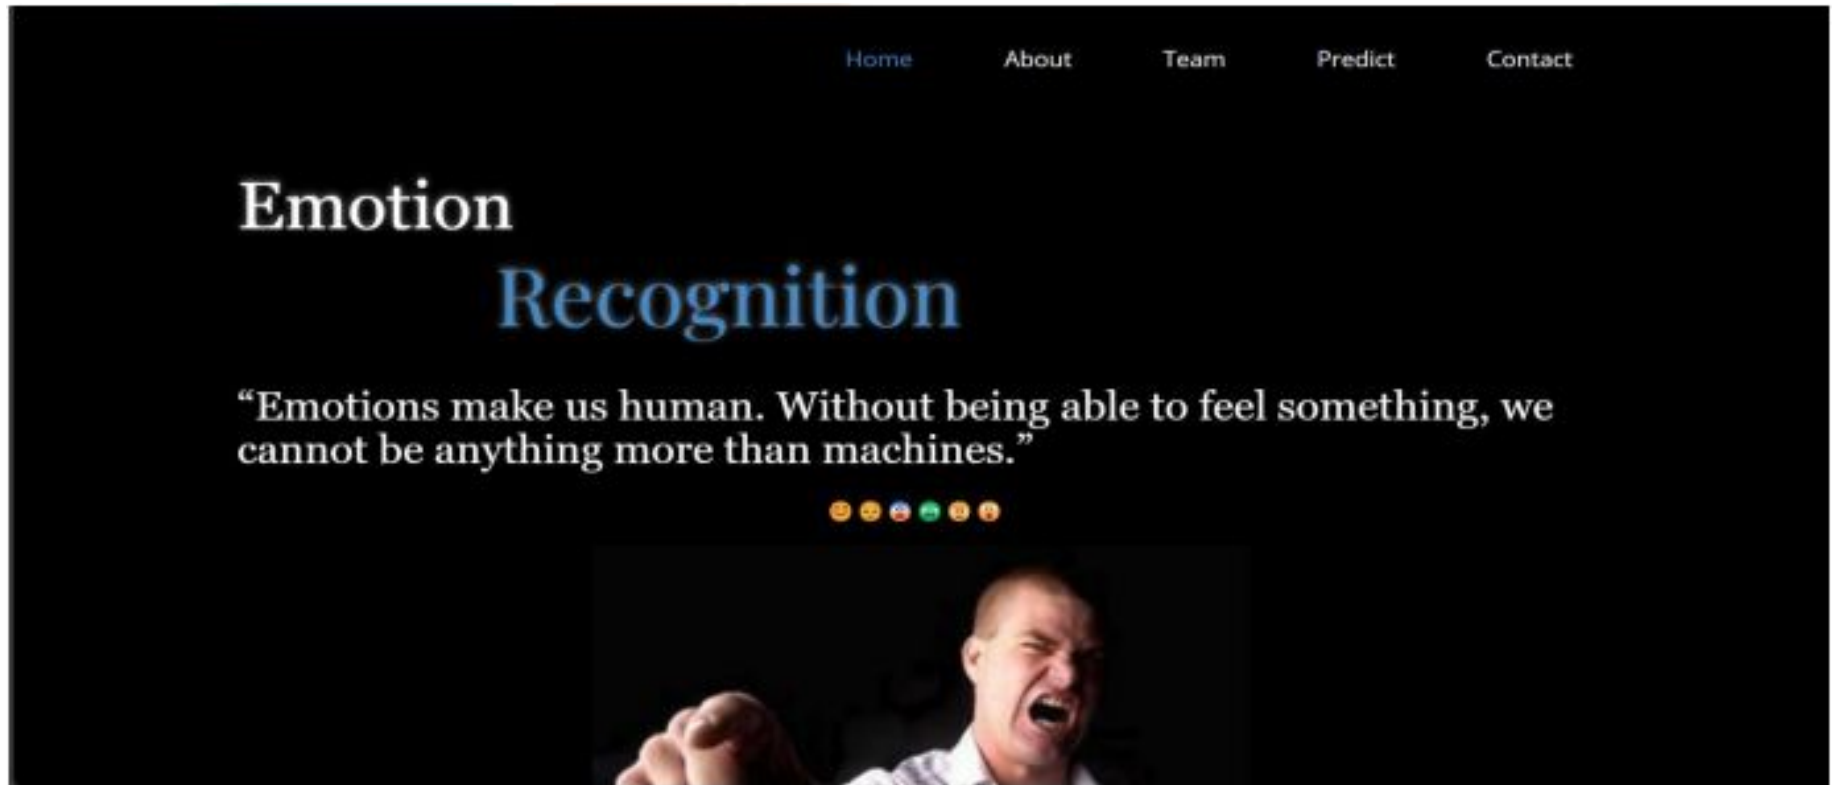 Home About Team Predict Contact
Emotion
Recognition
“Emotions make us human. Without being able to feel something, we
cannot be anything more than machines.”